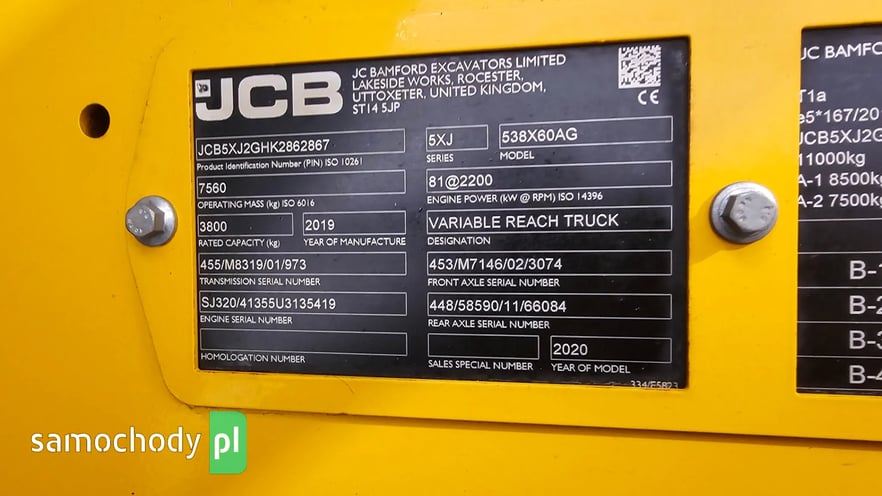 JCB
JC BAMFORD EXCAVATORS LIMITED
LAKESIDE WORKS, ROCESTER,
UTTOXETER, UNITED KINGDOM,
ST14 5JP
CE
JCB5XJ2GHK2862867
Product Identification Number (PIN) ISO 10261
5XJ
SERIES
538X60AG
MODEL
7560
OPERATING MASS (kg) ISO 6016
81@2200
ENGINE POWER (kW @ RPM) ISO 14396
3800
RATED CAPACITY (kg)
2019
YEAR OF MANUFACTURE
VARIABLE REACH TRUCK
DESIGNATION
455/M8319/01/973
TRANSMISSION SERIAL NUMBER
453/M7146/02/3074
FRONT AXLE SERIAL NUMBER
SJ320/41355U3135419
ENGINE SERIAL NUMBER
448/58590/11/66084
REAR AXLE SERIAL NUMBER
HOMOLOGATION NUMBER
SALES SPECIAL NUMBER
2020
YEAR OF MODEL
334/F5823
JC BAMFO
T1a
e5*167/20
JCB5XJ2G
11000kg
A-1 8500kg
A-2 7500kg
B-1
B-2
B-3
B-4
samochody pl